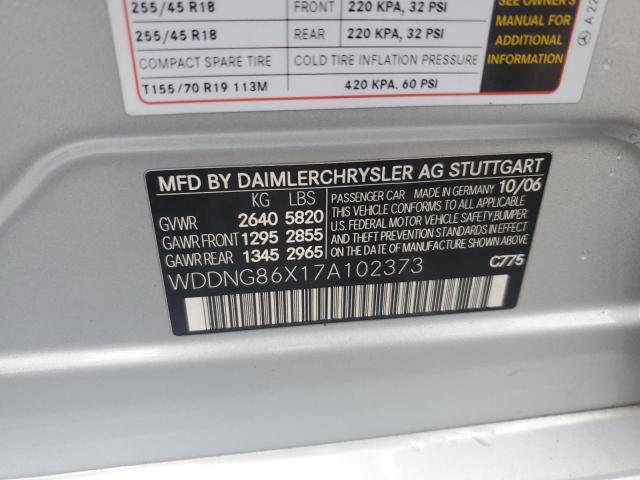 255/45 R18 FRONT 220 KPA, 32 PSI
255/45 R18 REAR 220 KPA, 32 PSI
COMPACT SPARE TIRE COLD TIRE INFLATION PRESSURE
T155/70 R19 113M 420 KPA, 60 PSI
SEE OWNER'S
MANUAL FOR
ADDITIONAL
INFORMATION
A 22
MFD BY DAIMLERCHRYSLER AG STUTTGART
KG LBS
GVWR 2640 5820
GAWR FRONT 1295 2855
GAWR REAR 1345 2965
PASSENGER CAR MADE IN GERMANY 10/06
THIS VEHICLE CONFORMS TO ALL APPLICABLE
U.S. FEDERAL MOTOR VEHICLE SAFETY, BUMPER
AND THEFT PREVENTION STANDARDS IN EFFECT
ON THE DATE OF MANUFACTURE SHOWN ABOVE.
WDDNG86X17A102373 C775